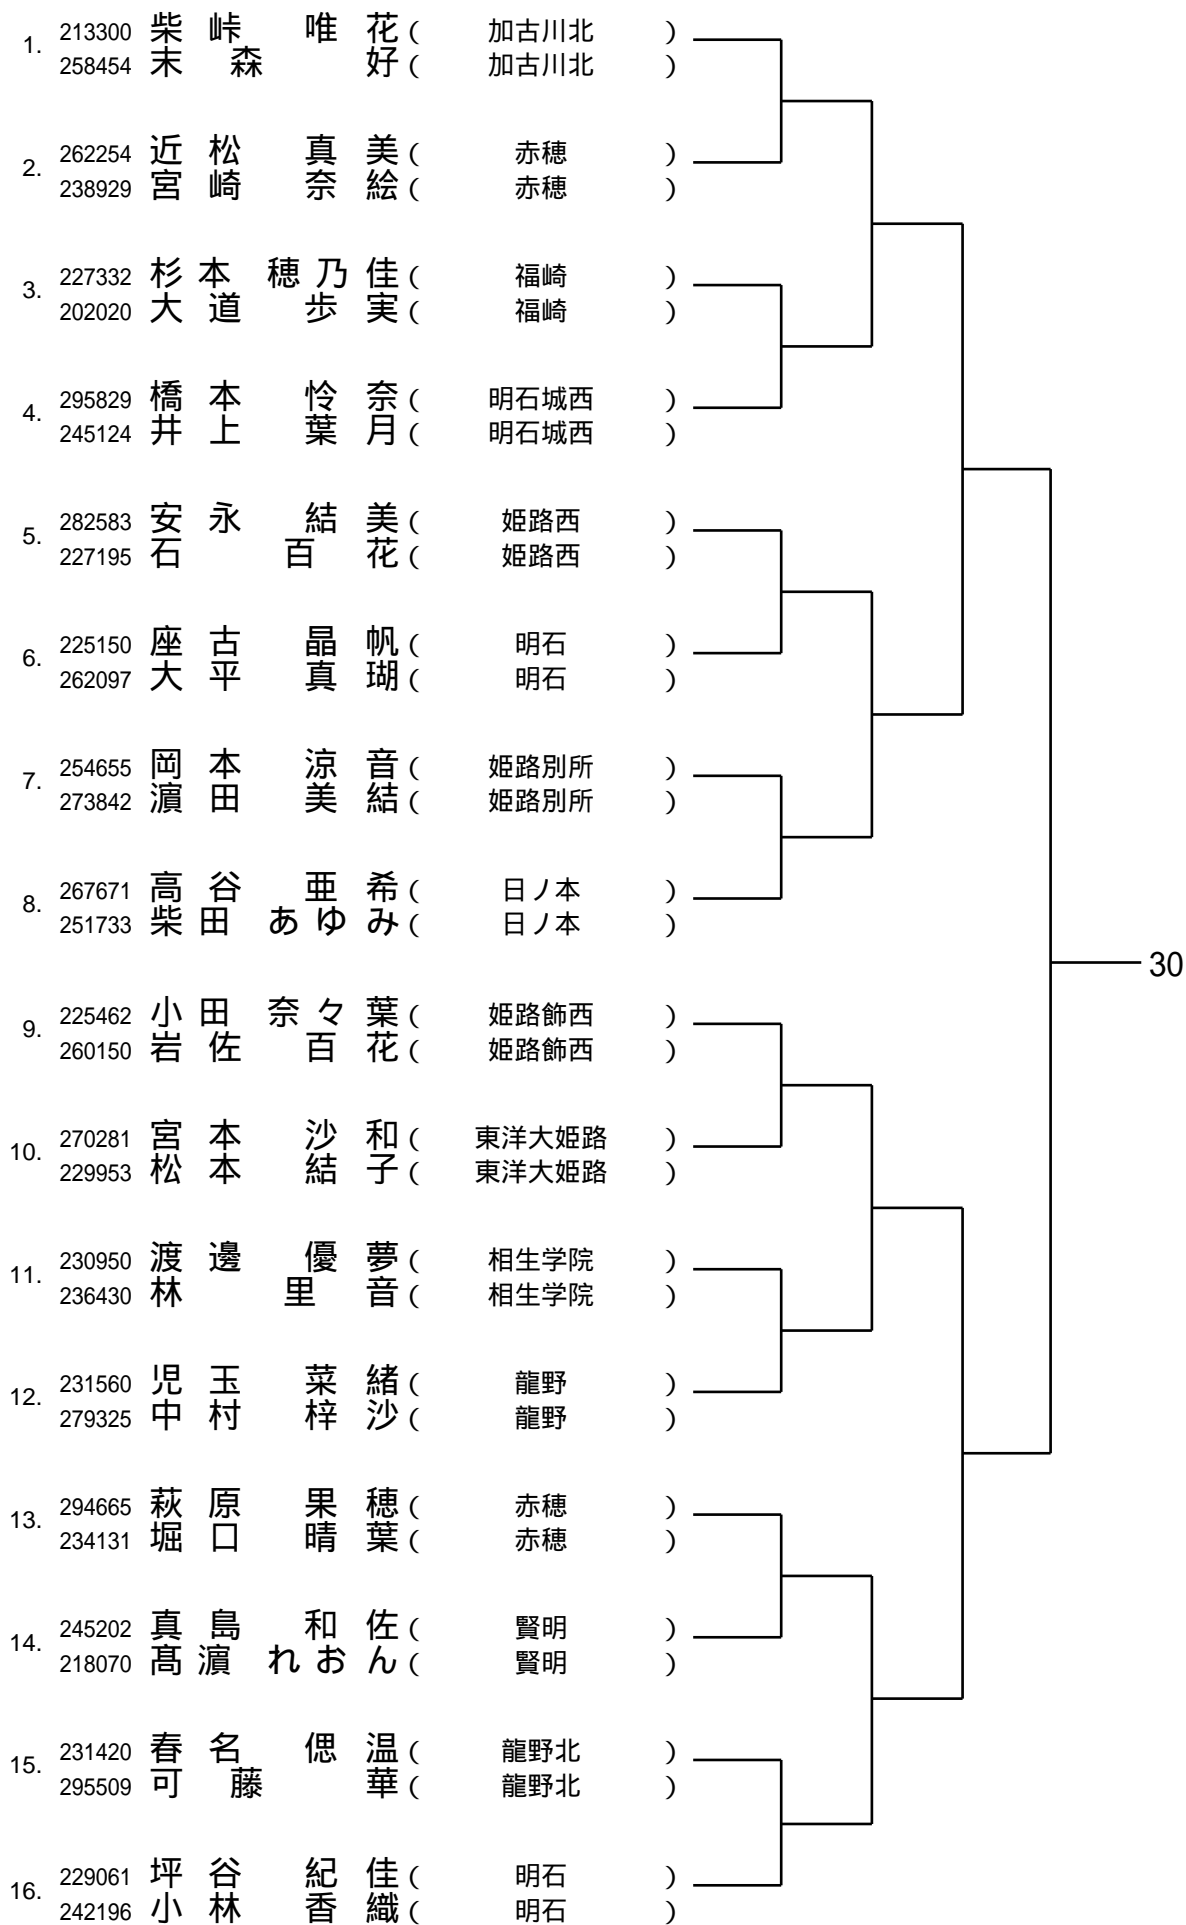 1. 213300 柴峠 唯花 ( 加古川北 )
258454 末森 好 ( 加古川北 )
2. 262254 近松 真美 ( 赤穂 )
238929 宮崎 奈絵 ( 赤穂 )
3. 227332 杉本 穂乃佳 ( 福崎 )
202020 大道 歩実 ( 福崎 )
4. 295829 橋本 怜奈 ( 明石城西 )
245124 井上 葉月 ( 明石城西 )
5. 282583 安永 結美 ( 姫路西 )
227195 石 百花 ( 姫路西 )
6. 225150 座古 晶帆 ( 明石 )
262097 大平 真瑚 ( 明石 )
7. 254655 岡本 涼音 ( 姫路別所 )
273842 濵田 美結 ( 姫路別所 )
8. 267671 高谷 亜希 ( 日ノ本 )
251733 柴田 あゆみ ( 日ノ本 )
30
9. 225462 小田 奈々葉 ( 姫路飾西 )
260150 岩佐 百花 ( 姫路飾西 )
10. 270281 宮本 沙和 ( 東洋大姫路 )
229953 松本 結子 ( 東洋大姫路 )
11. 230950 渡邊 優夢 ( 相生学院 )
236430 林 里音 ( 相生学院 )
12. 231560 児玉 菜緒 ( 龍野 )
279325 中村 梓沙 ( 龍野 )
13. 294665 萩原 果穂 ( 赤穂 )
234131 堀口 晴葉 ( 赤穂 )
14. 245202 真島 和佐 ( 賢明 )
218070 髙濵 れおん ( 賢明 )
15. 231420 春名 偲温 ( 龍野北 )
295509 可藤 華 ( 龍野北 )
16. 229061 坪谷 紀佳 ( 明石 )
242196 小林 香織 ( 明石 )